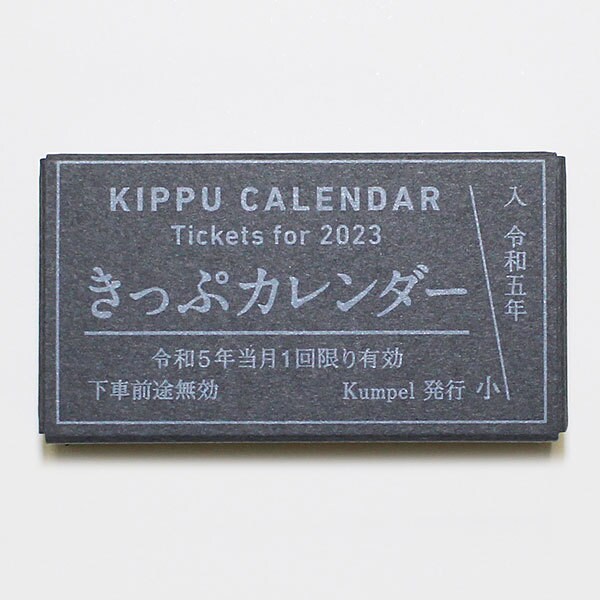 KIPPU CALENDAR
Tickets for 2023
きっぷカレンダー
令和5年当月1回限り有効
下車前途無効
Kumpel 発行
小
入 令和五年